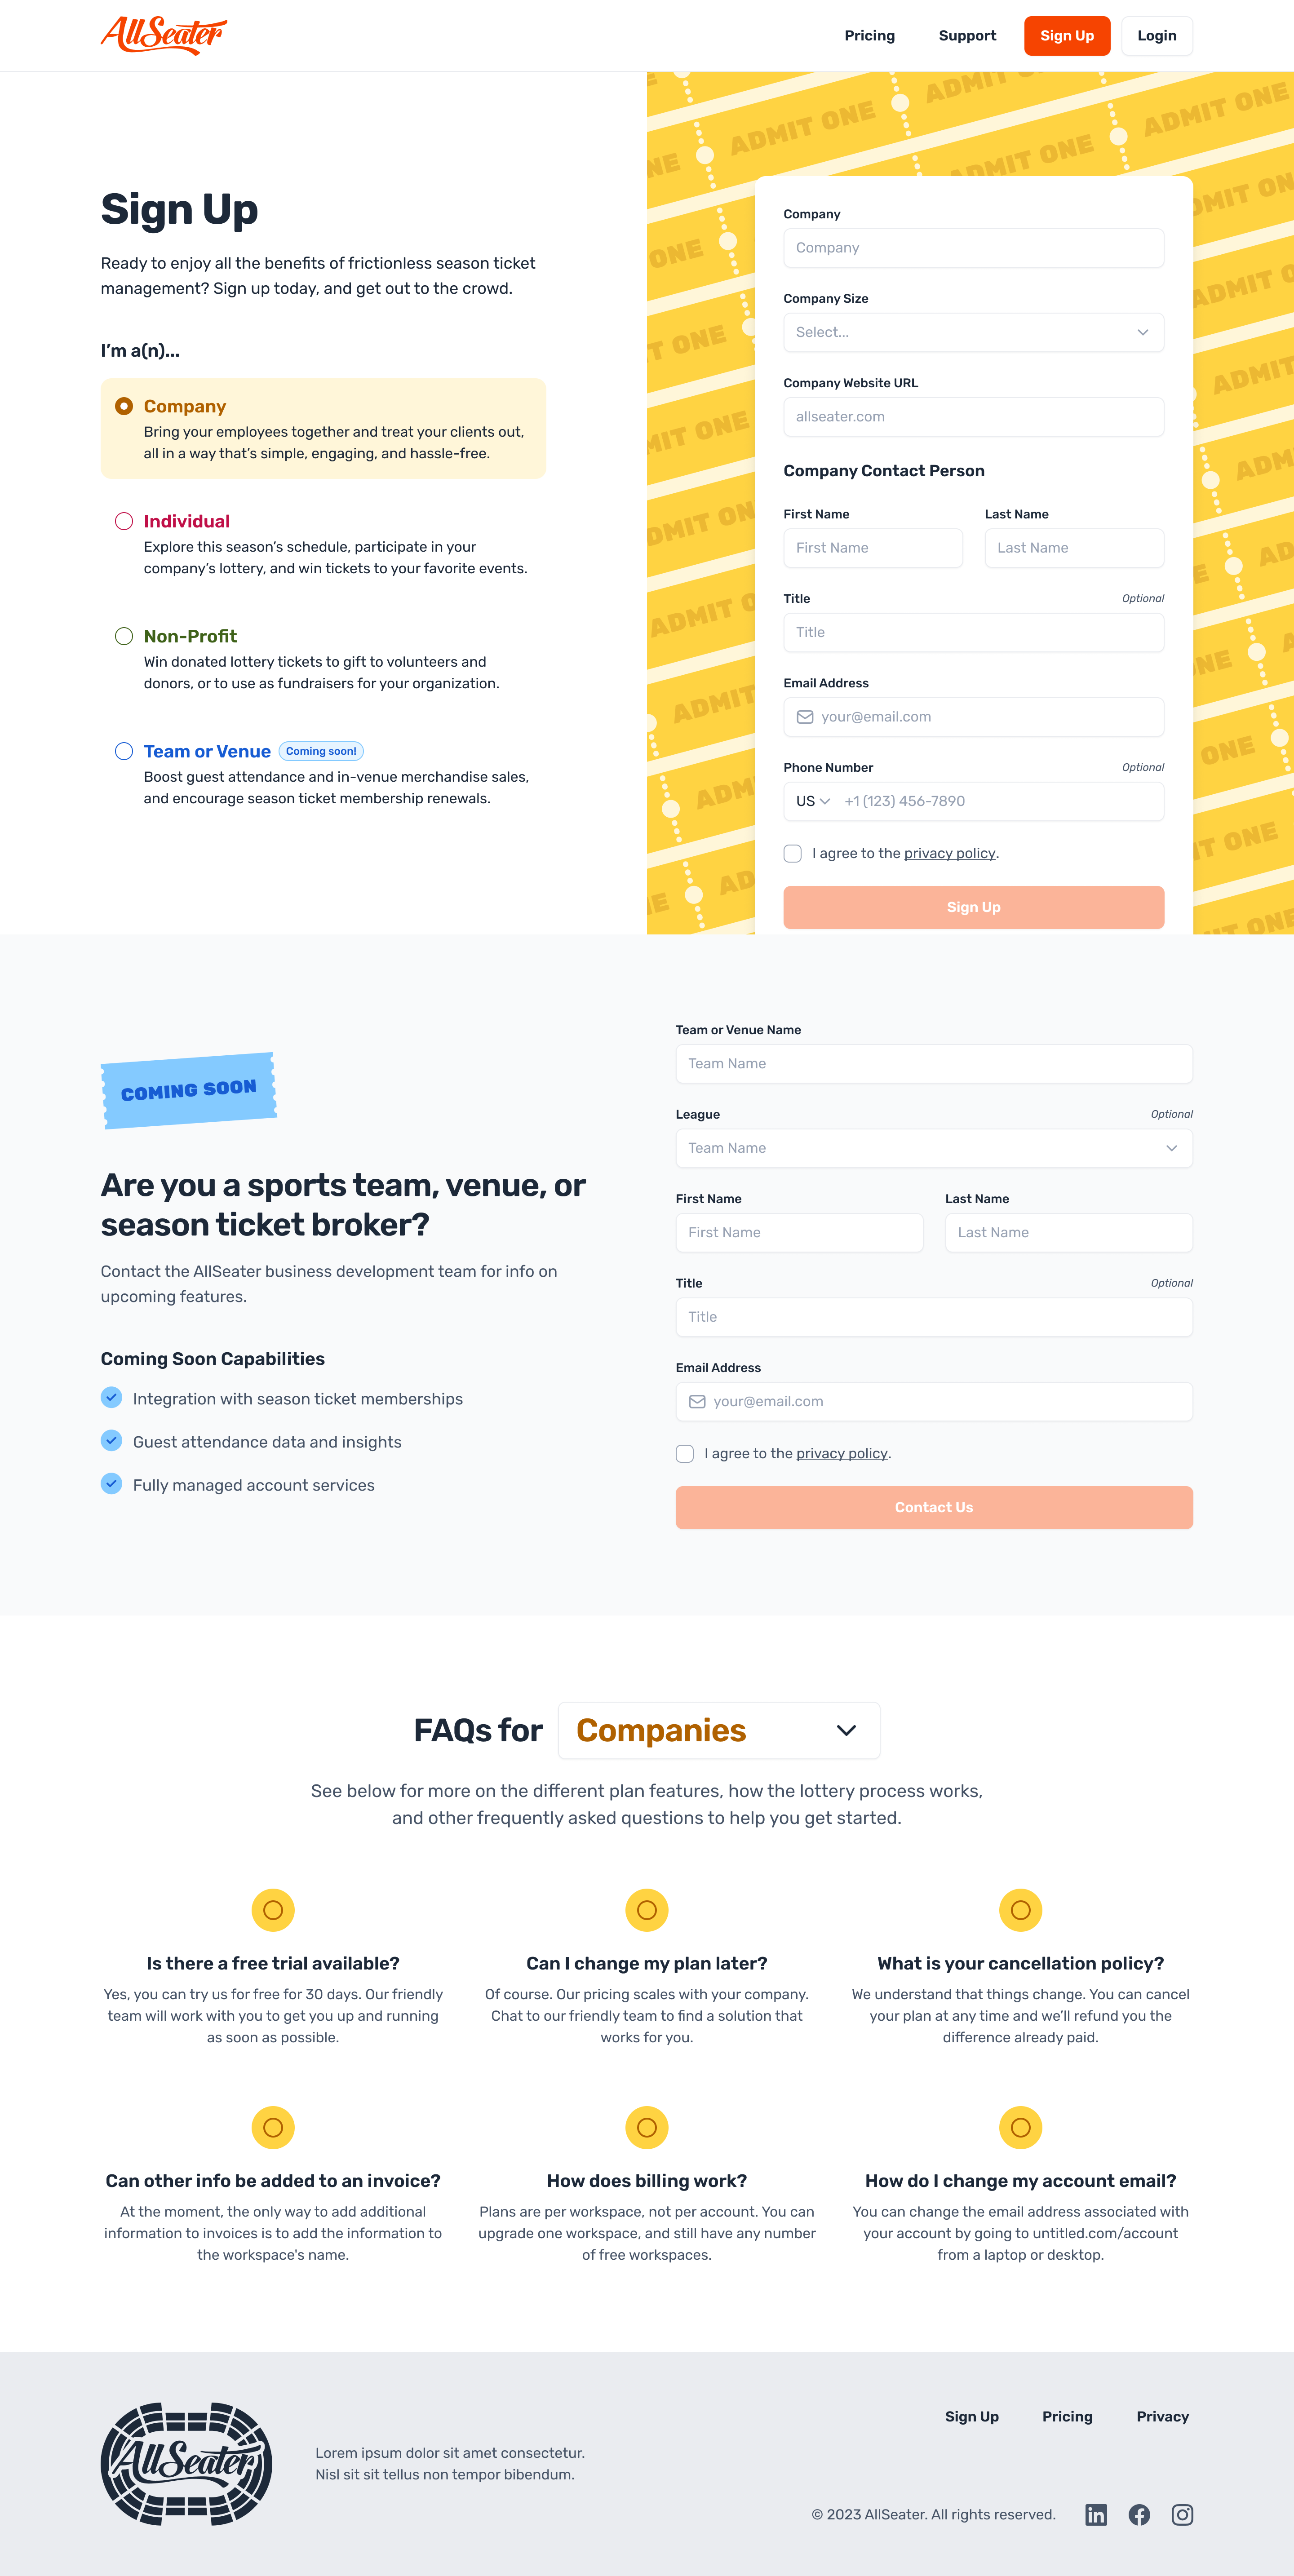 AllSeater
Pricing
Support
Sign Up
Login
Sign Up
Ready to enjoy all the benefits of frictionless season ticket
management? Sign up today, and get out to the crowd.
I'm a(n)...
Company
Bring your employees together and treat your clients out,
all in a way that's simple, engaging, and hassle-free.
Individual
Explore this season's schedule, participate in your
company's lottery, and win tickets to your favorite events.
Non-Profit
Win donated lottery tickets to gift to volunteers and
donors, or to use as fundraisers for your organization.
Team or Venue Coming soon!
Boost guest attendance and in-venue merchandise sales,
and encourage season ticket membership renewals.
ADMIT ONE
ADMIT ONE
ADMIT ONE
ADMIT ONE
Company
Company
Company Size
Select...
Company Website URL
allseater.com
Company Contact Person
First Name Last Name
First Name Last Name
Title Optional
Title
Email Address
your@email.com
Phone Number Optional
US +1 (123) 456-7890
I agree to the privacy policy.
Sign Up
COMING SOON
Are you a sports team, venue, or
season ticket broker?
Contact the AllSeater business development team for info on
upcoming features.
Coming Soon Capabilities
Integration with season ticket memberships
Guest attendance data and insights
Fully managed account services
Team or Venue Name
Team Name
League Optional
Team Name
First Name Last Name
First Name Last Name
Title Optional
Title
Email Address
your@email.com
I agree to the privacy policy.
Contact Us
FAQs for Companies
See below for more on the different plan features, how the lottery process works,
and other frequently asked questions to help you get started.
Is there a free trial available?
Yes, you can try us for free for 30 days. Our friendly
team will work with you to get you up and running
as soon as possible.
Can I change my plan later?
Of course. Our pricing scales with your company.
Chat to our friendly team to find a solution that
works for you.
What is your cancellation policy?
We understand that things change. You can cancel
your plan at any time and we'll refund you the
difference already paid.
Can other info be added to an invoice?
At the moment, the only way to add additional
information to invoices is to add the information to
the workspace's name.
How does billing work?
Plans are per workspace, not per account. You can
upgrade one workspace, and still have any number
of free workspaces.
How do I change my account email?
You can change the email address associated with
your account by going to untitled.com/account
from a laptop or desktop.
AllSeater
Lorem ipsum dolor sit amet consectetur.
Nisl sit sit tellus non tempor bibendum.
Sign Up
Pricing
Privacy
© 2023 AllSeater. All rights reserved.
in